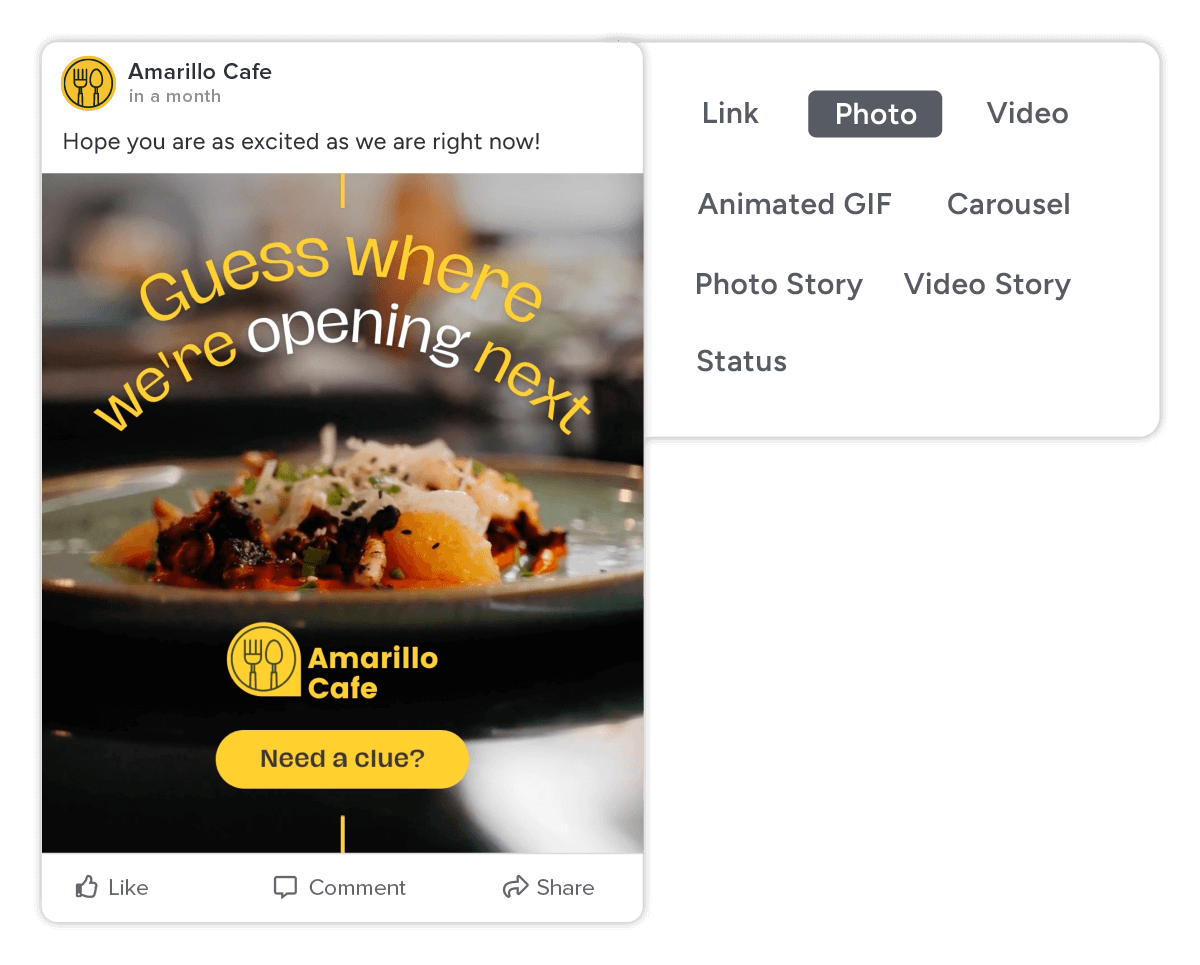 Amarillo Cafe
in a month
Hope you are as excited as we are right now!
Guess where
we're opening next
Amarillo
Cafe
Need a clue?
Like Comment Share
Link Photo Video
Animated GIF Carousel
Photo Story Video Story
Status